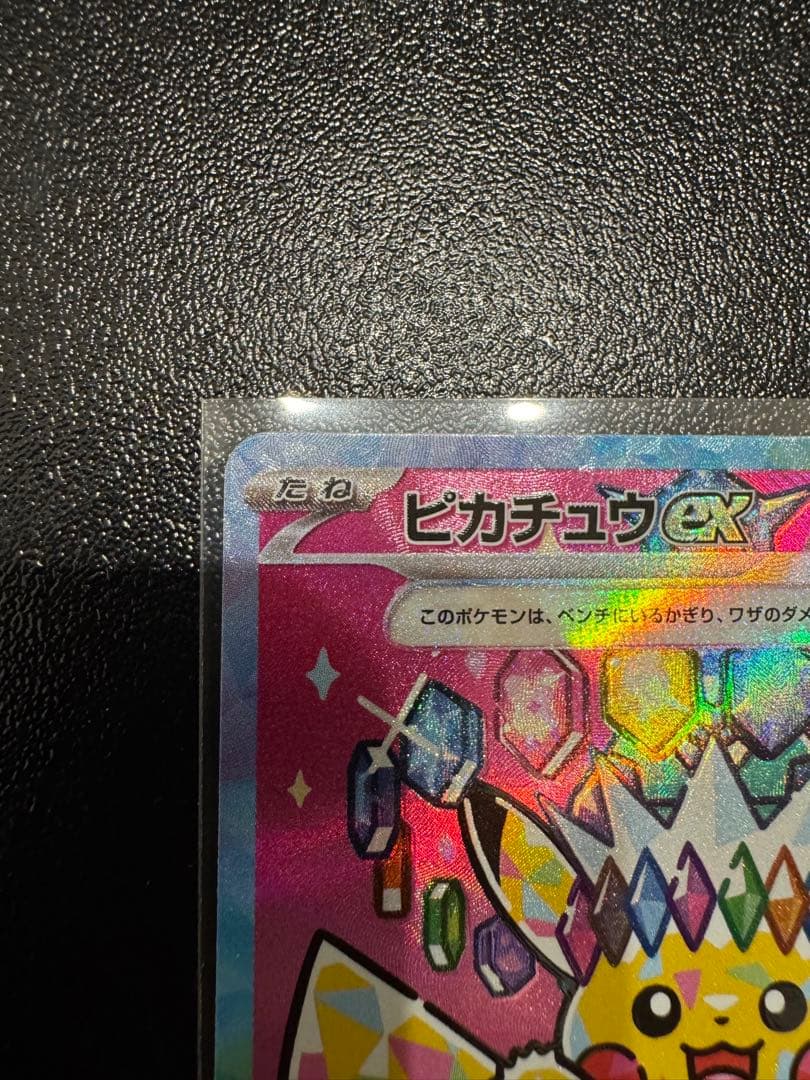 たね
ピカチュウex
このポケモンは、ベンチにいるかぎり、ワザのダメ